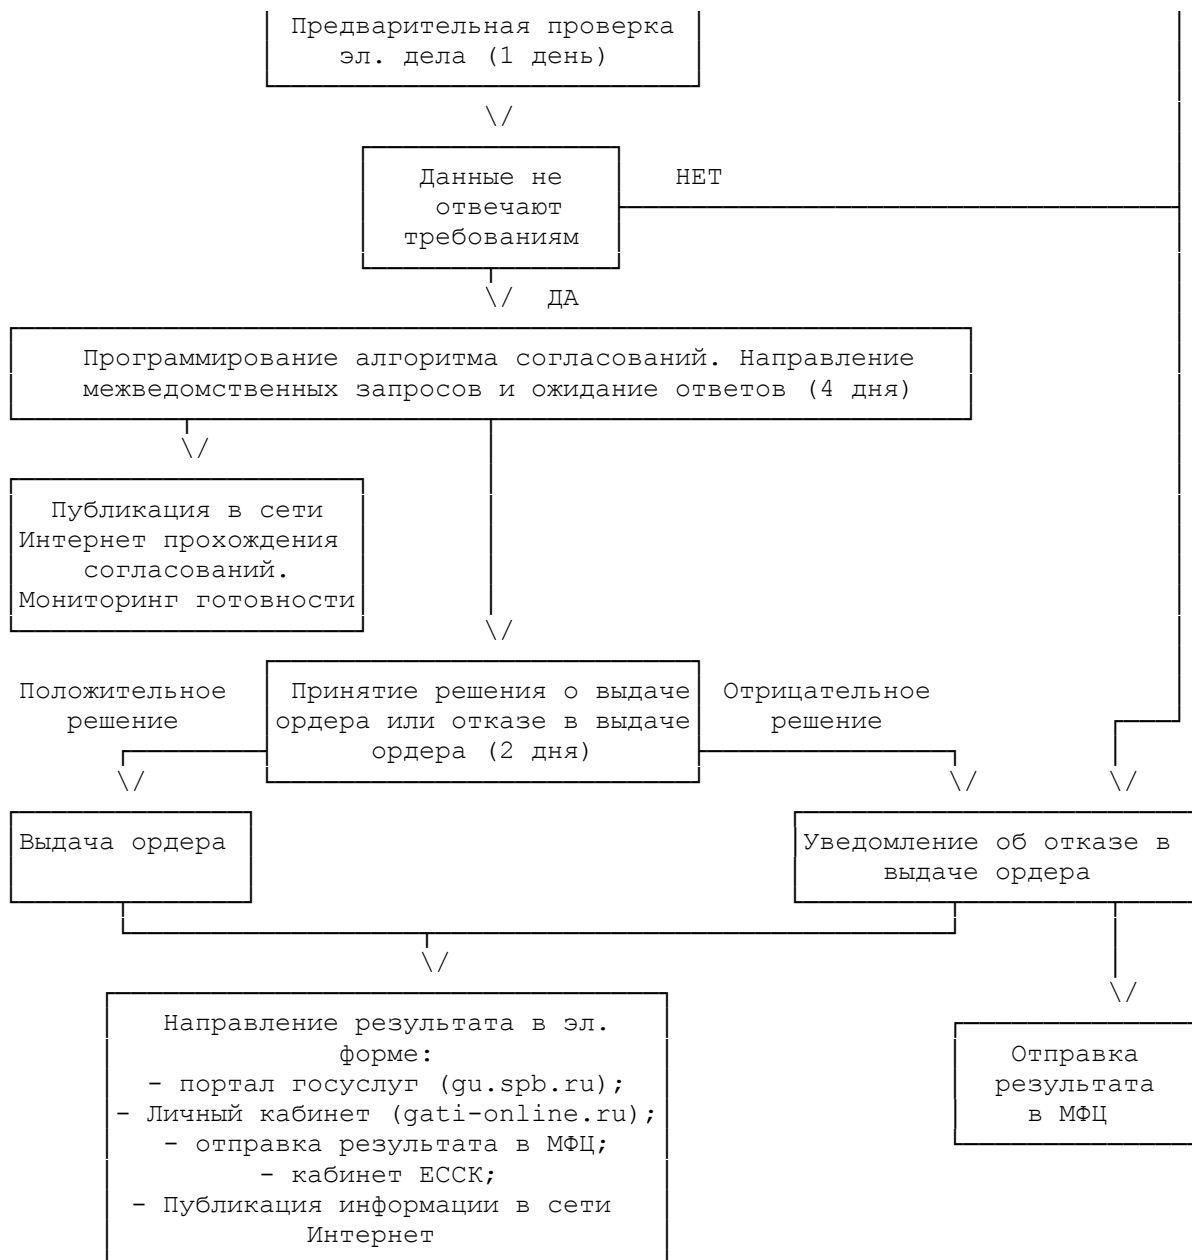 Предварительная проверка
эл. дела (1 день)
\/
Данные не
отвечают
требованиям
НЕТ
\/ ДА
Программирование алгоритма согласований. Направление
межведомственных запросов и ожидание ответов (4 дня)
\/
Публикация в сети
Интернет прохождения
согласований.
Мониторинг готовности
\/
Положительное
решение
Принятие решения о выдаче
ордера или отказе в выдаче
ордера (2 дня)
Отрицательное
решение
\/
\/
\/
Выдача ордера
Уведомление об отказе в
выдаче ордера
\/
\/
Направление результата в эл.
форме:
- портал госуслуг (gu.spb.ru);
- Личный кабинет (gati-online.ru);
- отправка результата в МФЦ;
- кабинет ЕССК;
- Публикация информации в сети
Интернет
Отправка
результата
в МФЦ